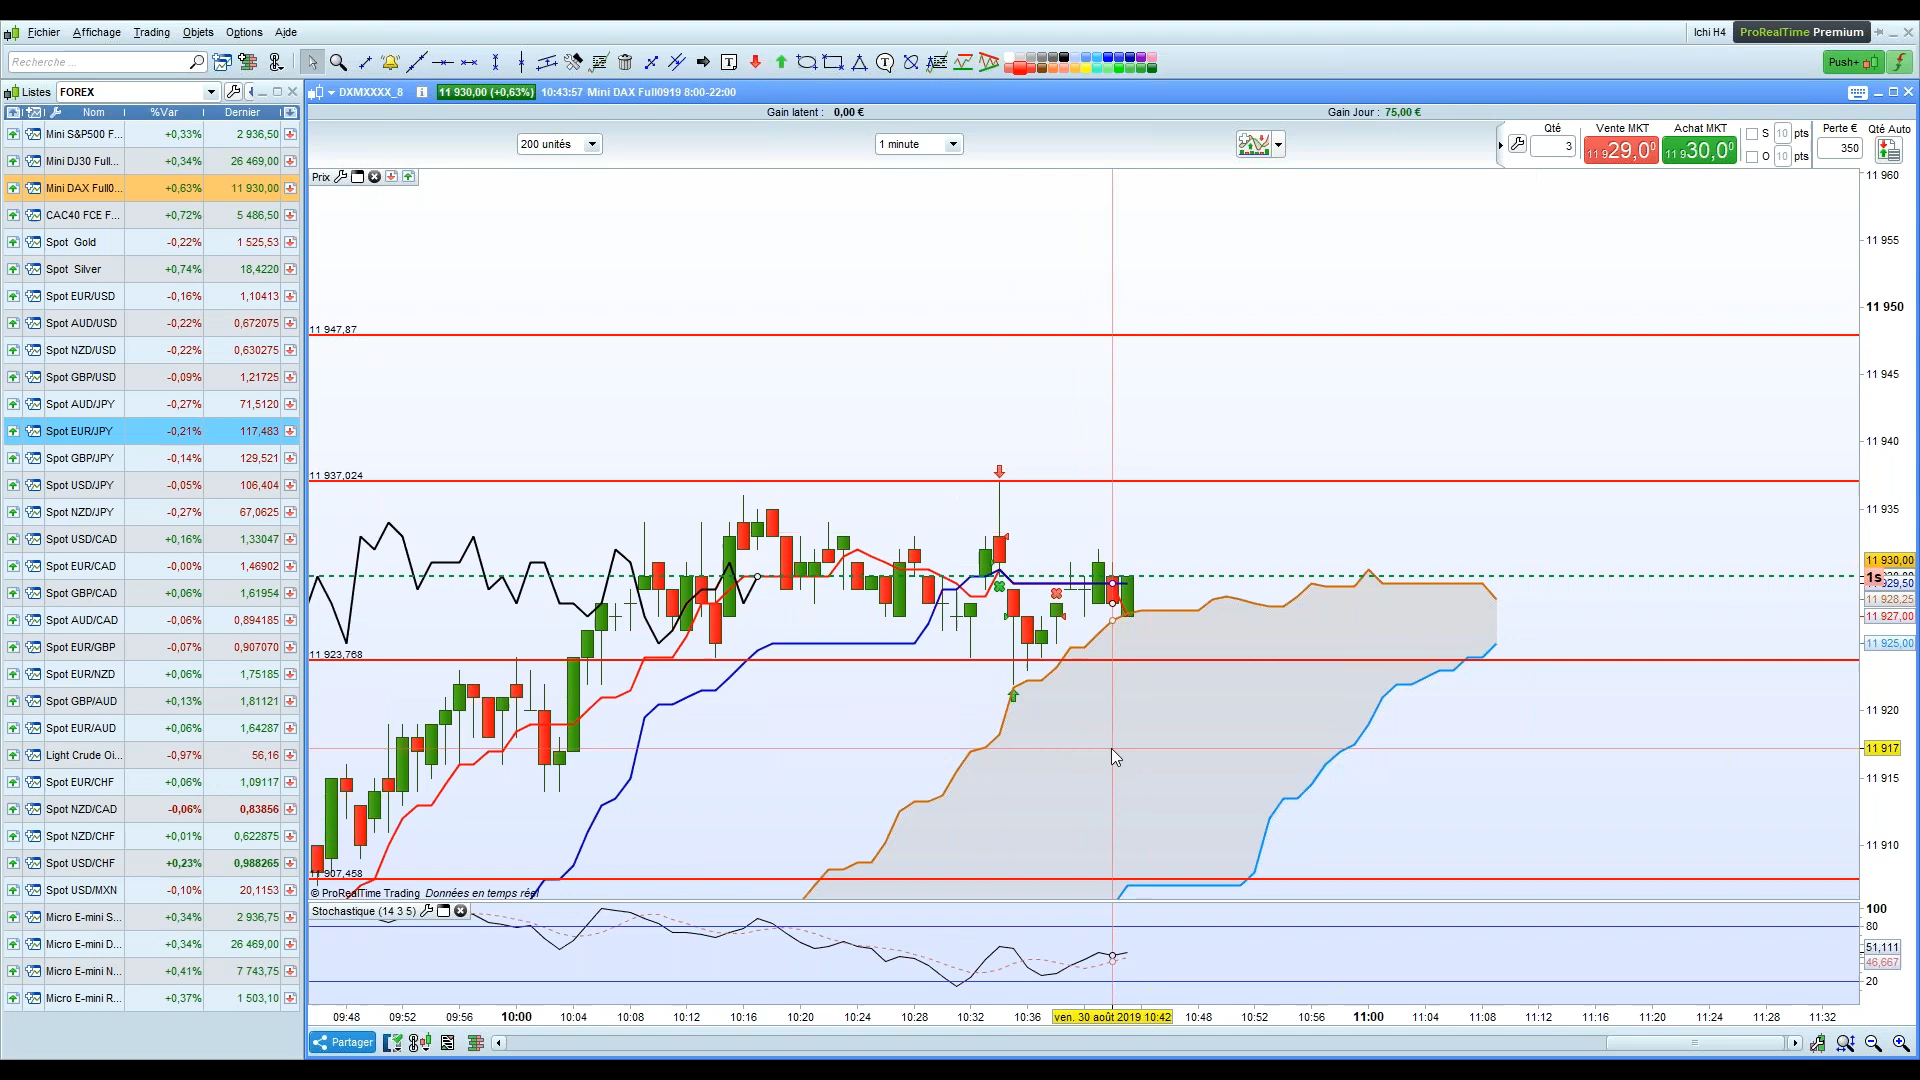 Fichier Affichage Trading Objets Options Aide
Ichi H4 ProRealTime Premium
Recherche ...
Push+
Listes FOREX
DXMXXXX_8 11 930,00 (+0,63%) 10:43:57 Mini DAX Full0919 8:00-22:00
Nom %Var Dernier
Gain latent : 0,00 € Gain Jour : 75,00 €
200 unités 1 minute
Qté Vente MKT Achat MKT S 10 pts Perte € Qté Auto
3 11 929,0⁰ 11 930,0⁰ O 10 pts 350
Mini S&P500 F... +0,33% 2 936,50
Mini DJ30 Full... +0,34% 26 469,00
Mini DAX Full0... +0,63% 11 930,00
CAC40 FCE F... +0,72% 5 486,50
Spot Gold -0,22% 1 525,53
Spot Silver +0,74% 18,4220
Spot EUR/USD -0,16% 1,10413
Spot AUD/USD -0,22% 0,672075
Spot NZD/USD -0,22% 0,630275
Spot GBP/USD -0,09% 1,21725
Spot AUD/JPY -0,27% 71,5120
Spot EUR/JPY -0,21% 117,483
Spot GBP/JPY -0,14% 129,521
Spot USD/JPY -0,05% 106,404
Spot NZD/JPY -0,27% 67,0625
Spot USD/CAD +0,16% 1,33047
Spot EUR/CAD -0,00% 1,46902
Spot GBP/CAD +0,06% 1,61954
Spot AUD/CAD -0,06% 0,894185
Spot EUR/GBP -0,07% 0,907070
Spot EUR/NZD +0,06% 1,75185
Spot GBP/AUD +0,13% 1,81121
Spot EUR/AUD +0,06% 1,64287
Light Crude Oi... -0,97% 56,16
Spot EUR/CHF +0,06% 1,09117
Spot NZD/CAD -0,06% 0,83856
Spot NZD/CHF +0,01% 0,622875
Spot USD/CHF +0,23% 0,988265
Spot USD/MXN -0,10% 20,1153
Micro E-mini S... +0,34% 2 936,75
Micro E-mini D... +0,34% 26 469,00
Micro E-mini N... +0,41% 7 743,75
Micro E-mini R... +0,37% 1 503,10
Prix
11 947,87
11 937,024
11 923,768
11 907,458
© ProRealTime Trading Données en temps réel
11 960
11 955
11 950
11 945
11 940
11 935
11 930,00
1s
929,50
11 928,25
11 927,00
11 925,00
11 920
11 917
11 915
11 910
Stochastique (14 3 5)
100
80
51,111
46,667
20
09:48 09:52 09:56 10:00 10:04 10:08 10:12 10:16 10:20 10:24 10:28 10:32 10:36 ven. 30 août 2019 10:42 10:48 10:52 10:56 11:00 11:04 11:08 11:12 11:16 11:20 11:24 11:28 11:32
Partager